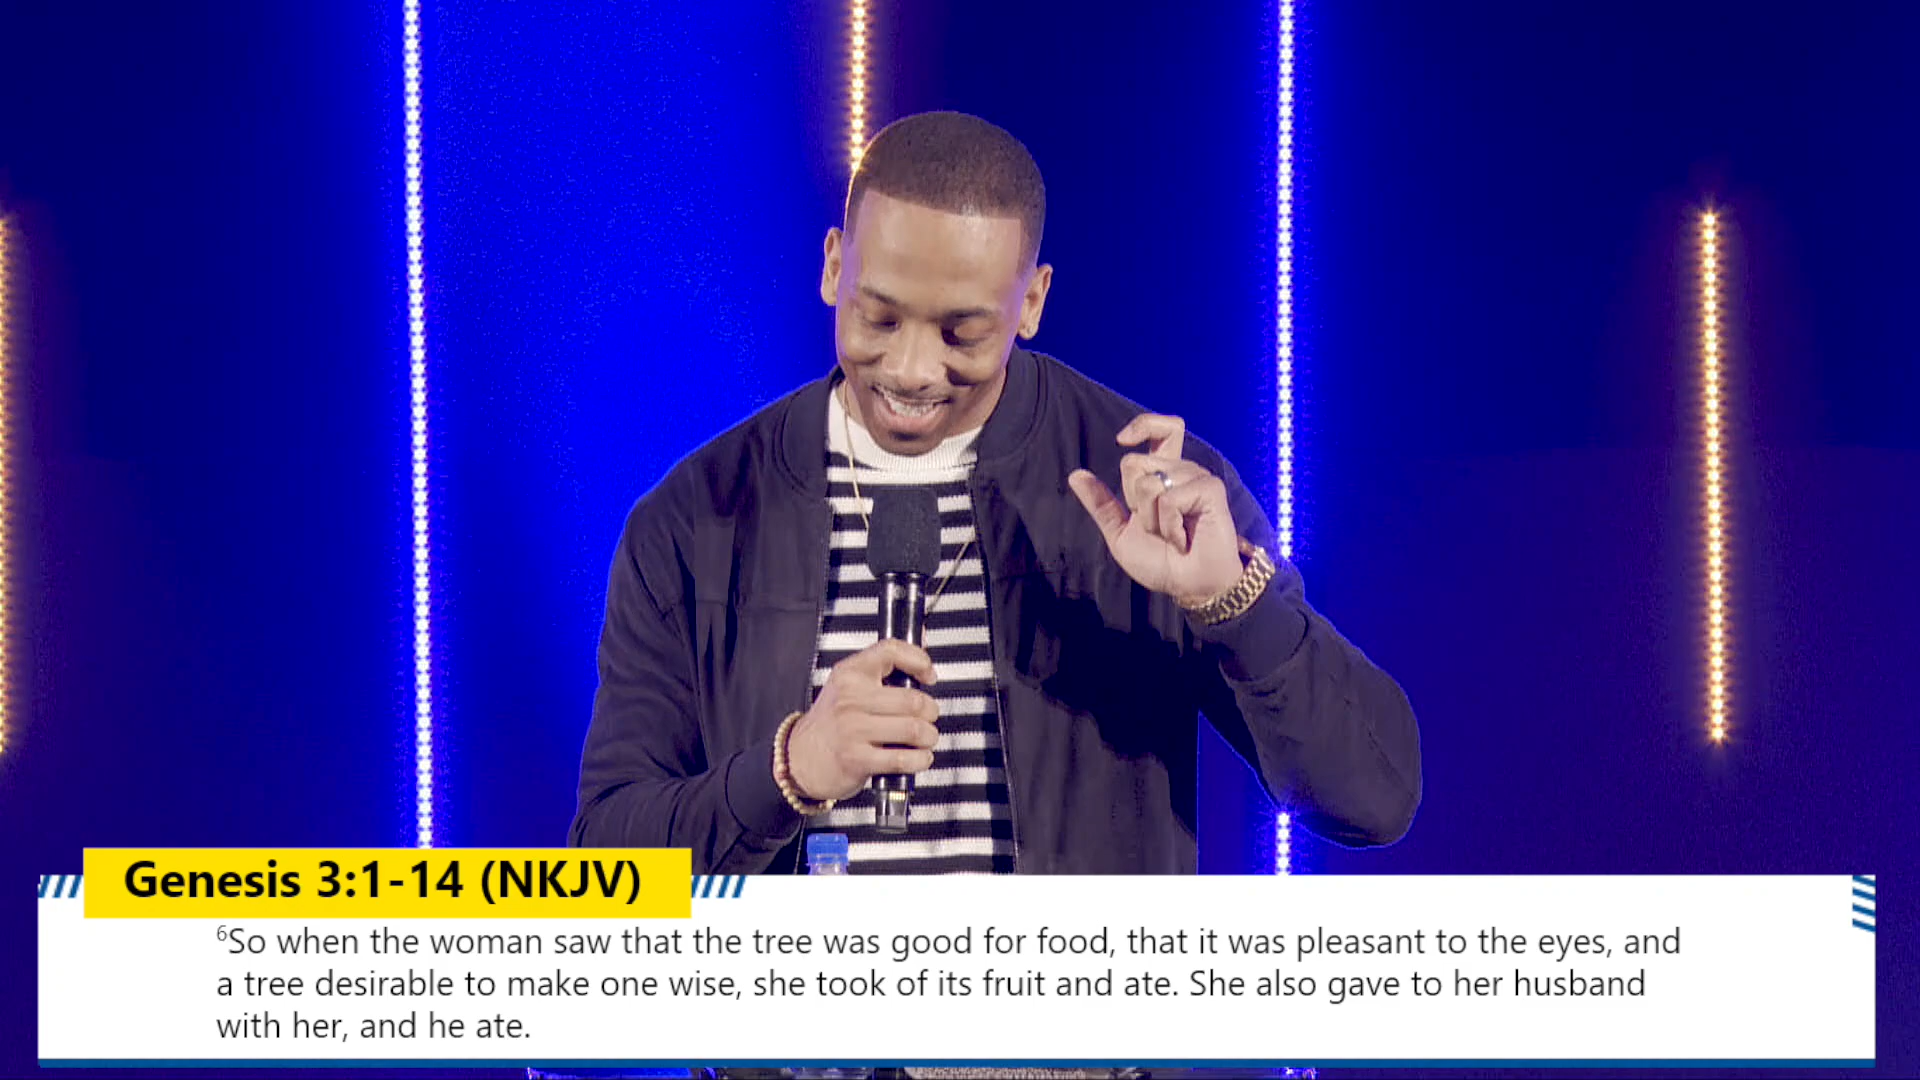 Genesis 3:1-14 (NKJV)
⁶So when the woman saw that the tree was good for food, that it was pleasant to the eyes, and
a tree desirable to make one wise, she took of its fruit and ate. She also gave to her husband
with her, and he ate.